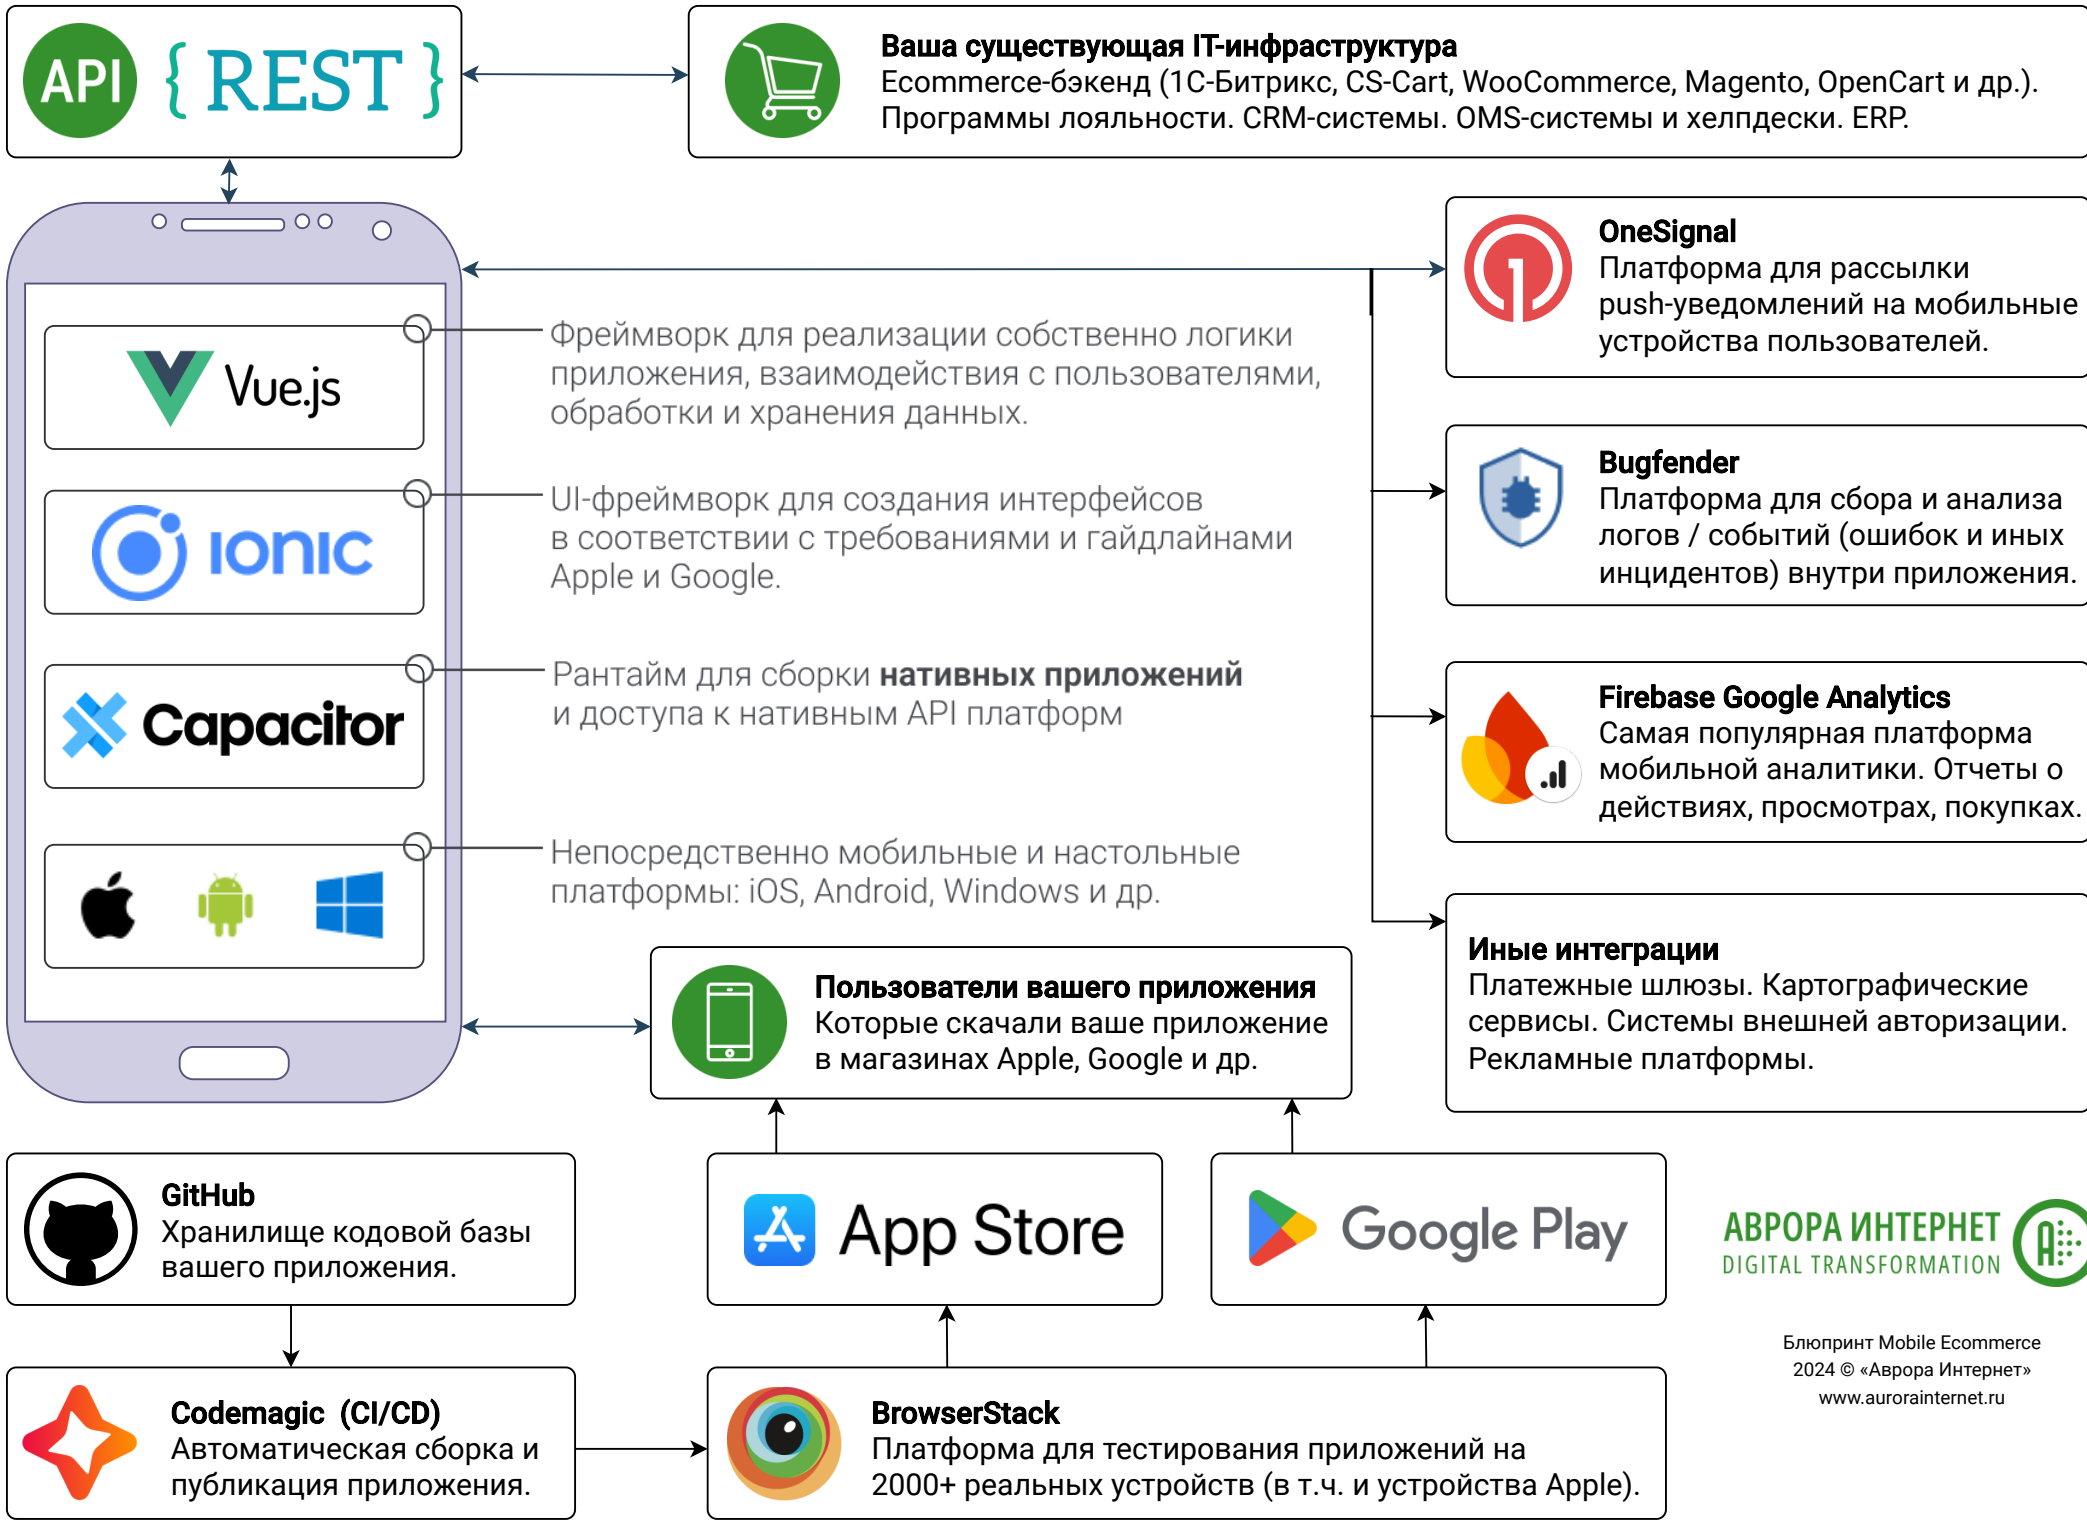 API { REST }
Ваша существующая IT-инфраструктура
Ecommerce-бэкенд (1С-Битрикс, CS-Cart, WooCommerce, Magento, OpenCart и др.).
Программы лояльности. CRM-системы. OMS-системы и хелпдески. ERP.
Vue.js
Фреймворк для реализации собственно логики
приложения, взаимодействия с пользователями,
обработки и хранения данных.
IONIC
UI-фреймворк для создания интерфейсов
в соответствии с требованиями и гайдлайнами
Apple и Google.
Capacitor
Рантайм для сборки нативных приложений
и доступа к нативным API платформ
Непосредственно мобильные и настольные
платформы: iOS, Android, Windows и др.
OneSignal
Платформа для рассылки
push-уведомлений на мобильные
устройства пользователей.
Bugfender
Платформа для сбора и анализа
логов / событий (ошибок и иных
инцидентов) внутри приложения.
Firebase Google Analytics
Самая популярная платформа
мобильной аналитики. Отчеты о
действиях, просмотрах, покупках.
Иные интеграции
Платежные шлюзы. Картографические
сервисы. Системы внешней авторизации.
Рекламные платформы.
Пользователи вашего приложения
Которые скачали ваше приложение
в магазинах Apple, Google и др.
GitHub
Хранилище кодовой базы
вашего приложения.
App Store
Google Play
Codemagic (CI/CD)
Автоматическая сборка и
публикация приложения.
BrowserStack
Платформа для тестирования приложений на
2000+ реальных устройств (в т.ч. и устройства Apple).
АВРОРА ИНТЕРНЕТ
DIGITAL TRANSFORMATION
A
Блюпринт Mobile Ecommerce
2024 © «Аврора Интернет»
www.aurorainternet.ru